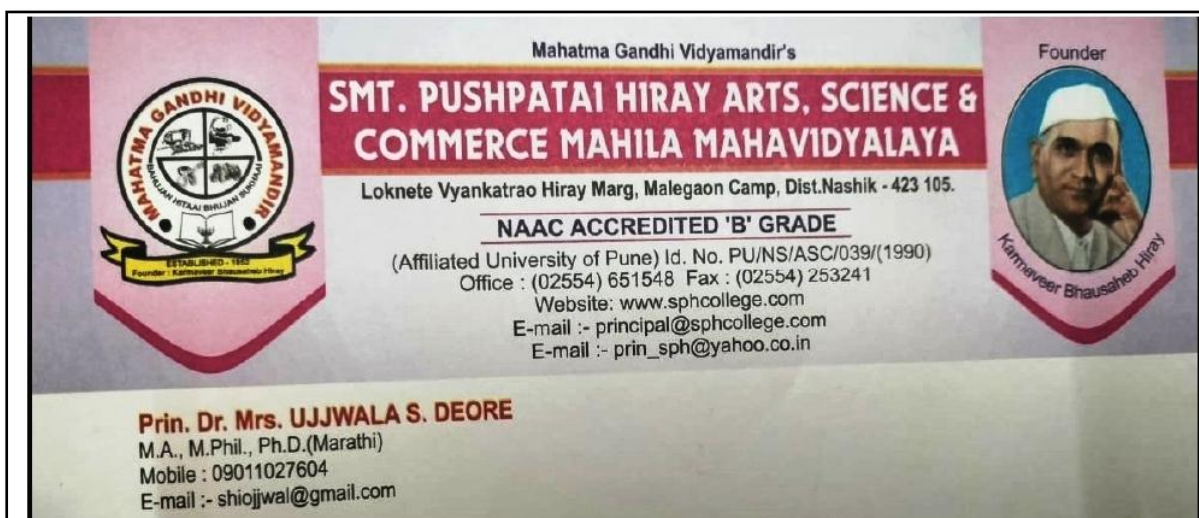 Mahatma Gandhi Vidyamandir's
SMT. PUSHPATAI HIRAY ARTS, SCIENCE &
COMMERCE MAHILA MAHAVIDYALAYA
Loknete Vyankatrao Hiray Marg, Malegaon Camp, Dist.Nashik - 423 105.
NAAC ACCREDITED 'B' GRADE
(Affiliated University of Pune) Id. No. PU/NS/ASC/039/(1990)
Office : (02554) 651548 Fax : (02554) 253241
Website: www.sphcollege.com
E-mail :- principal@sphcollege.com
E-mail :- prin_sph@yahoo.co.in
MAHATMA GANDHI VIDYAMANDIR
BAHUJAN HITAAI BHUJAN SUKHAAI
ESTABLISHED - 1952
Founder : Karmaveer Bhausaheb Hiray
Founder
Karmaveer Bhausaheb Hiray
Prin. Dr. Mrs. UJJWALA S. DEORE
M.A., M.Phil., Ph.D.(Marathi)
Mobile : 09011027604
E-mail :- shiojjwal@gmail.com